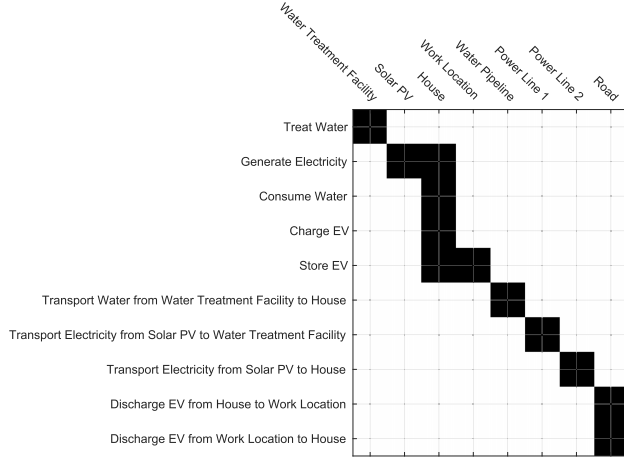 Water Treatment Facility
Solar PV
House
Work Location
Water Pipeline
Power Line 1
Power Line 2
Road
Treat Water
Generate Electricity
Consume Water
Charge EV
Store EV
Transport Water from Water Treatment Facility to House
Transport Electricity from Solar PV to Water Treatment Facility
Transport Electricity from Solar PV to House
Discharge EV from House to Work Location
Discharge EV from Work Location to House